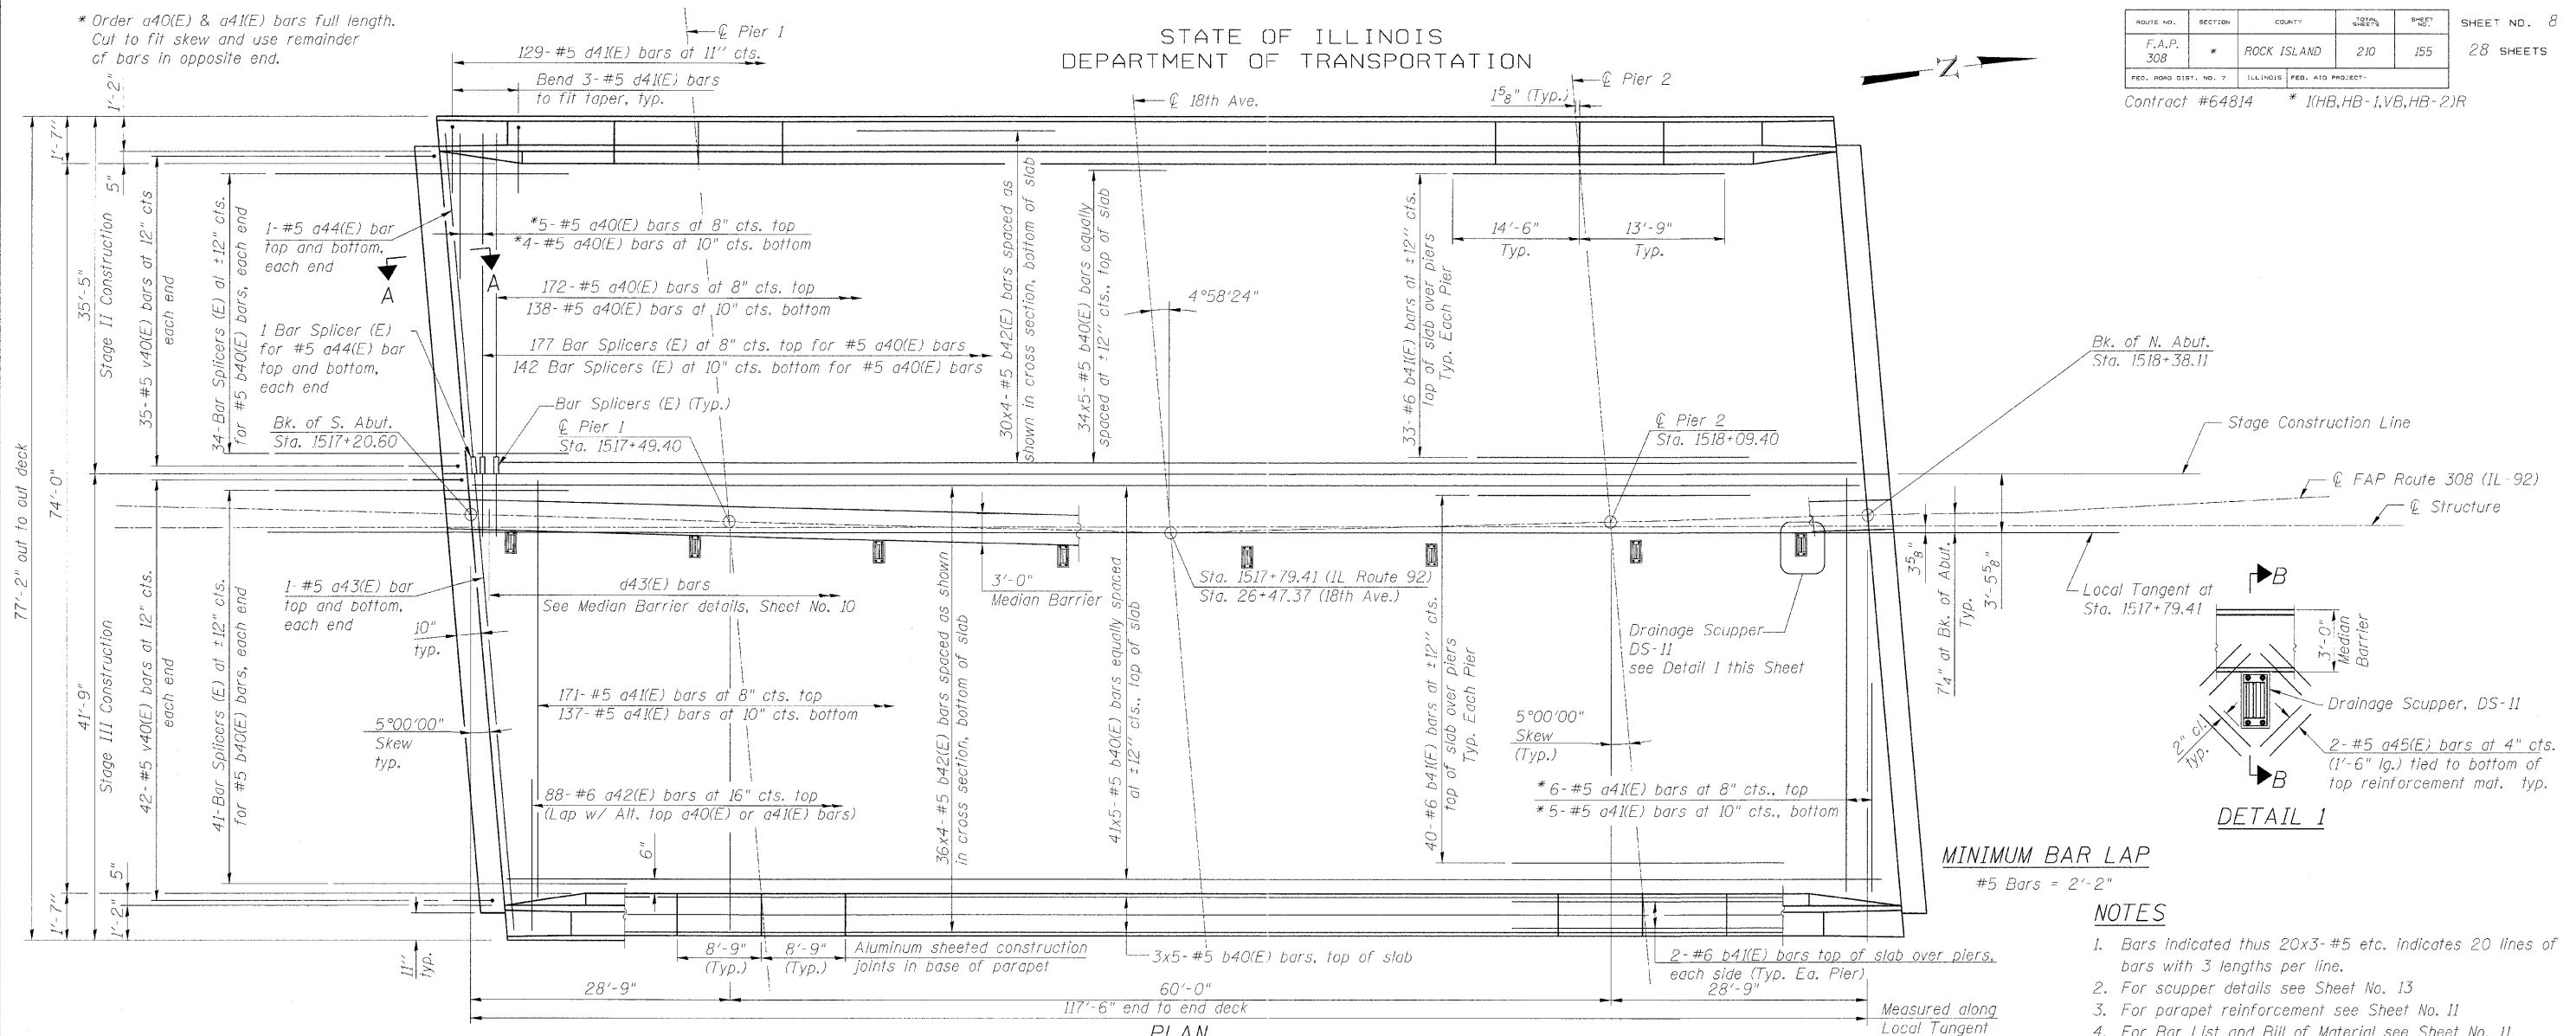 * Order a40(E) & a41(E) bars full length.
Cut to fit skew and use remainder
of bars in opposite end.
STATE OF ILLINOIS
DEPARTMENT OF TRANSPORTATION
ROUTE NO.
SECTION
COUNTY
TOTAL SHEETS
SHEET NO.
F.A.P. 308
*
ROCK ISLAND
210
155
FED. ROAD DIST. NO. 7
ILLINOIS
FED. AID PROJECT-
SHEET NO. 8
28 SHEETS
Contract #64814
* 1(HB,HB-1,VB,HB-2)R
℄ Pier 1
129-#5 d41(E) bars at 11" cts.
Bend 3-#5 d41(E) bars
to fit taper, typ.
℄ 18th Ave.
1⅝" (Typ.)
℄ Pier 2
Z
1'-2"
1'-7"
5"
77'-2" out to out deck
74'-0"
35'-5"
Stage II Construction
35-#5 v40(E) bars at 12" cts
each end
34-Bar Splicers (E) at ±12" cts.
for #5 b40(E) bars, each end
1-#5 a44(E) bar
top and bottom,
each end
A
A
*5-#5 a40(E) bars at 8" cts. top
*4-#5 a40(E) bars at 10" cts. bottom
172-#5 a40(E) bars at 8" cts. top
138-#5 a40(E) bars at 10" cts. bottom
1 Bar Splicer (E)
for #5 a44(E) bar
top and bottom,
each end
177 Bar Splicers (E) at 8" cts. top for #5 a40(E) bars
142 Bar Splicers (E) at 10" cts. bottom for #5 a40(E) bars
Bar Splicers (E) (Typ.)
Bk. of S. Abut.
Sta. 1517+20.60
℄ Pier 1
Sta. 1517+49.40
30x4-#5 b42(E) bars spaced as
shown in cross section, bottom of slab
34x5-#5 b40(E) bars equally
spaced at ±12" cts., top of slab
4°58'24"
33-#6 b41(E) bars at ±12" cts.
top of slab over piers
Typ. Each Pier
14'-6"
Typ.
13'-9"
Typ.
℄ Pier 2
Sta. 1518+09.40
Bk. of N. Abut.
Sta. 1518+38.11
Stage Construction Line
℄ FAP Route 308 (IL-92)
℄ Structure
Local Tangent at
Sta. 1517+79.41
3⅝"
7¼" at Bk. of Abut.
Typ.
3'-5⅝"
41'-9"
Stage III Construction
42-#5 v40(E) bars at 12" cts.
each end
41-Bar Splicers (E) at ±12" cts.
for #5 b40(E) bars, each end
1-#5 a43(E) bar
top and bottom,
each end
10"
typ.
5°00'00"
Skew
typ.
d43(E) bars
See Median Barrier details, Sheet No. 10
3'-0"
Median Barrier
Sta. 1517+79.41 (IL Route 92)
Sta. 26+47.37 (18th Ave.)
Drainage Scupper
DS-11
see Detail 1 this Sheet
171-#5 a41(E) bars at 8" cts. top
137-#5 a41(E) bars at 10" cts. bottom
88-#6 a42(E) bars at 16" cts. top
(Lap w/ Alt. top a40(E) or a41(E) bars)
6"
36x4-#5 b42(E) bars spaced as shown
in cross section, bottom of slab
41x5-#5 b40(E) bars equally spaced
at ±12" cts., top of slab
40-#6 b41(E) bars at ±12" cts.
top of slab over piers
Typ. Each Pier
5°00'00"
Skew
(Typ.)
*6-#5 a41(E) bars at 8" cts., top
*5-#5 a41(E) bars at 10" cts., bottom
B
3'-0"
Median
Barrier
Drainage Scupper, DS-11
2" cl.
typ.
2-#5 a45(E) bars at 4" cts.
(1'-6" lg.) tied to bottom of
top reinforcement mat. typ.
B
DETAIL 1
MINIMUM BAR LAP
#5 Bars = 2'-2"
NOTES
1. Bars indicated thus 20x3-#5 etc. indicates 20 lines of
bars with 3 lengths per line.
2. For scupper details see Sheet No. 13
3. For parapet reinforcement see Sheet No. 11
4. For Bar List and Bill of Material see Sheet No. 11
5"
1'-7"
1'-2"
11"
typ.
8'-9"
(Typ.)
8'-9"
(Typ.)
Aluminum sheeted construction
joints in base of parapet
3x5-#5 b40(E) bars, top of slab
2-#6 b41(E) bars top of slab over piers,
each side (Typ. Ea. Pier)
28'-9"
60'-0"
28'-9"
117'-6" end to end deck
Measured along
Local Tangent
PLAN